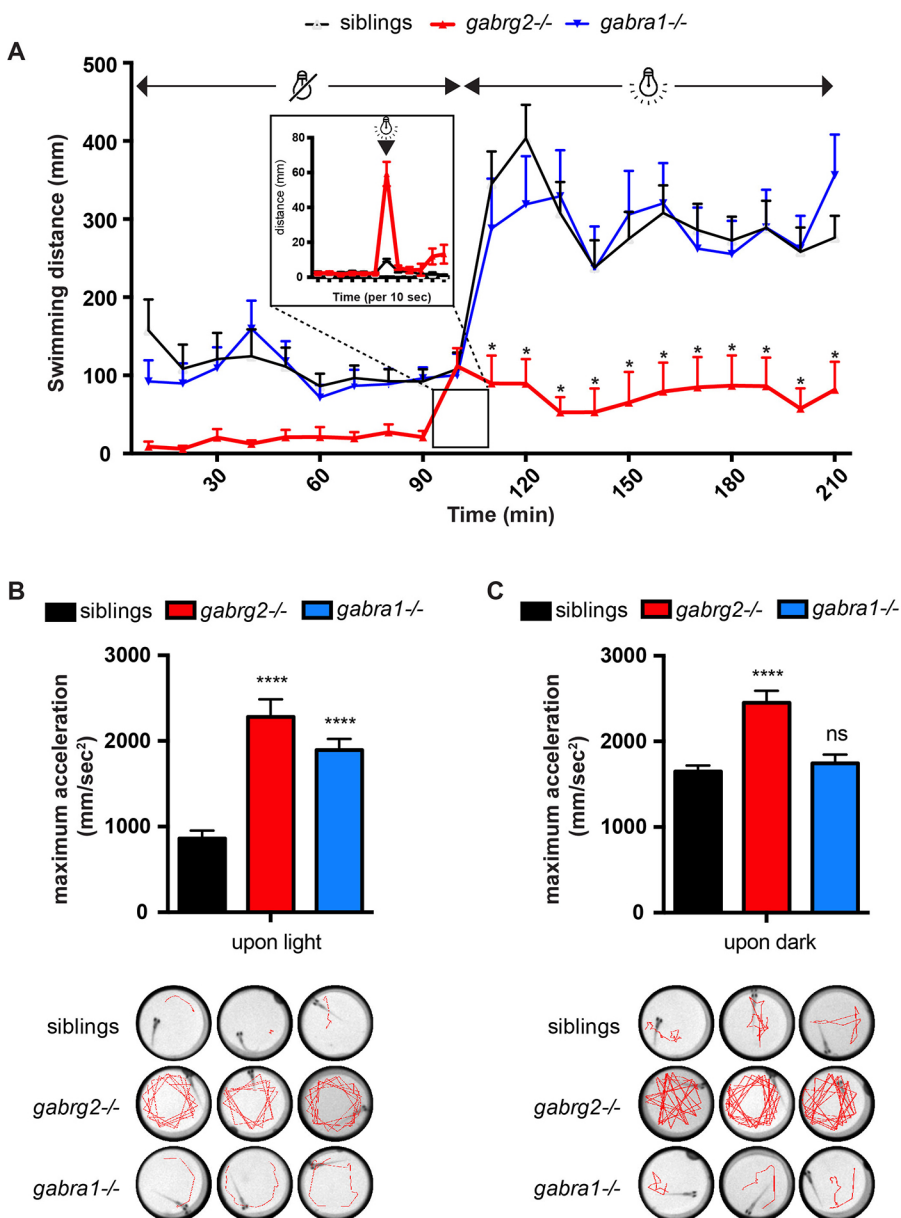 siblings gabrg2-/- gabra1-/-
A
500
400
300
200
100
0
Swimming distance (mm)
80
60
40
20
0
distance (mm)
Time (per 10 sec)
* * * * * * * * * * *
30 60 90 120 150 180 210
Time (min)
B
siblings gabrg2-/- gabra1-/-
3000
2000
1000
0
maximum acceleration
(mm/sec²)
****
****
upon light
siblings
gabrg2-/-
gabra1-/-
C
siblings gabrg2-/- gabra1-/-
3000
2000
1000
0
maximum acceleration
(mm/sec²)
****
ns
upon dark
siblings
gabrg2-/-
gabra1-/-